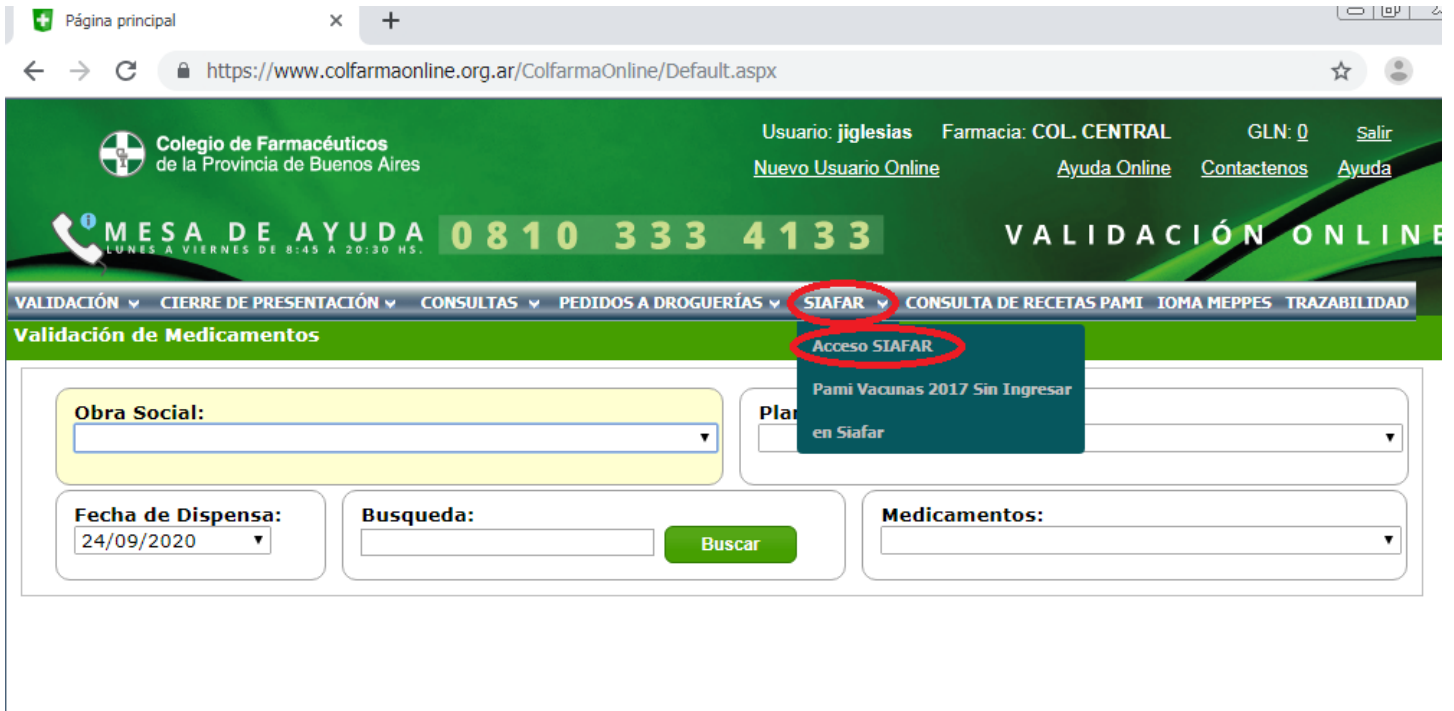 Página principal
https://www.colfarmaonline.org.ar/ColfarmaOnline/Default.aspx
Colegio de Farmacéuticos
de la Provincia de Buenos Aires
Usuario: jiglesias Farmacia: COL. CENTRAL GLN: 0 Salir
Nuevo Usuario Online Ayuda Online Contactenos Ayuda
MESA DE AYUDA 0810 333 4133
LUNES A VIERNES DE 8:45 A 20:30 HS.
VALIDACIÓN ONLINE
VALIDACIÓN CIERRE DE PRESENTACIÓN CONSULTAS PEDIDOS A DROGUERÍAS SIAFAR CONSULTA DE RECETAS PAMI IOMA MEPPES TRAZABILIDAD
Validación de Medicamentos
Acceso SIAFAR
Pami Vacunas 2017 Sin Ingresar
en Siafar
Obra Social:
Plan
Fecha de Dispensa:
24/09/2020
Busqueda:
Buscar
Medicamentos: